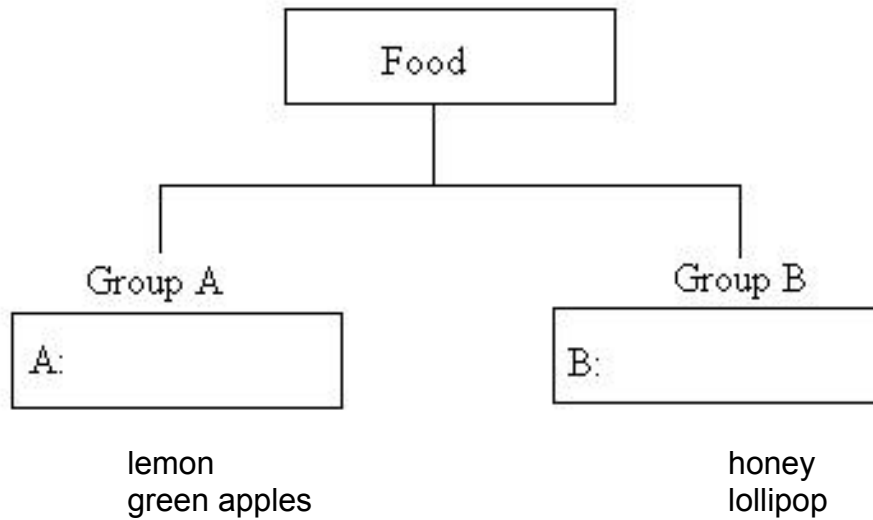 Food
Group A
Group B
A:
B:
lemon
green apples
honey
lollipop